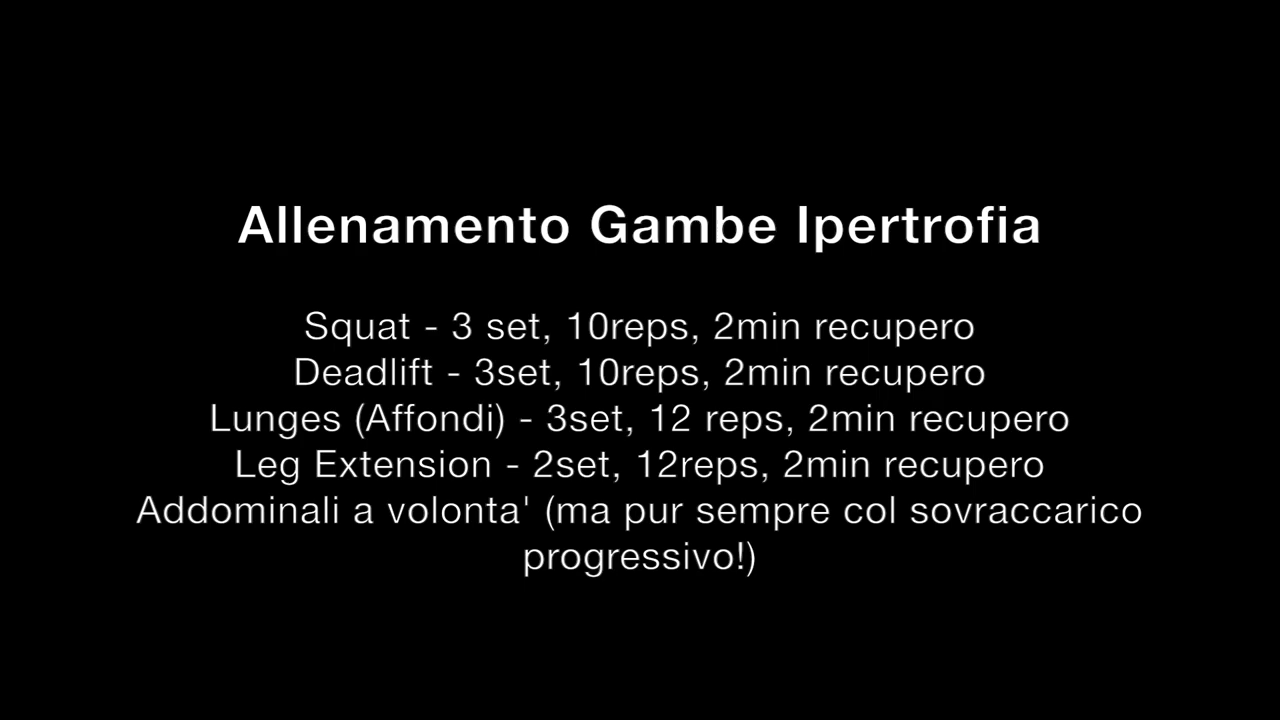 Allenamento Gambe Ipertrofia
Squat - 3 set, 10reps, 2min recupero
Deadlift - 3set, 10reps, 2min recupero
Lunges (Affondi) - 3set, 12 reps, 2min recupero
Leg Extension - 2set, 12reps, 2min recupero
Addominali a volonta' (ma pur sempre col sovraccarico
progressivo!)